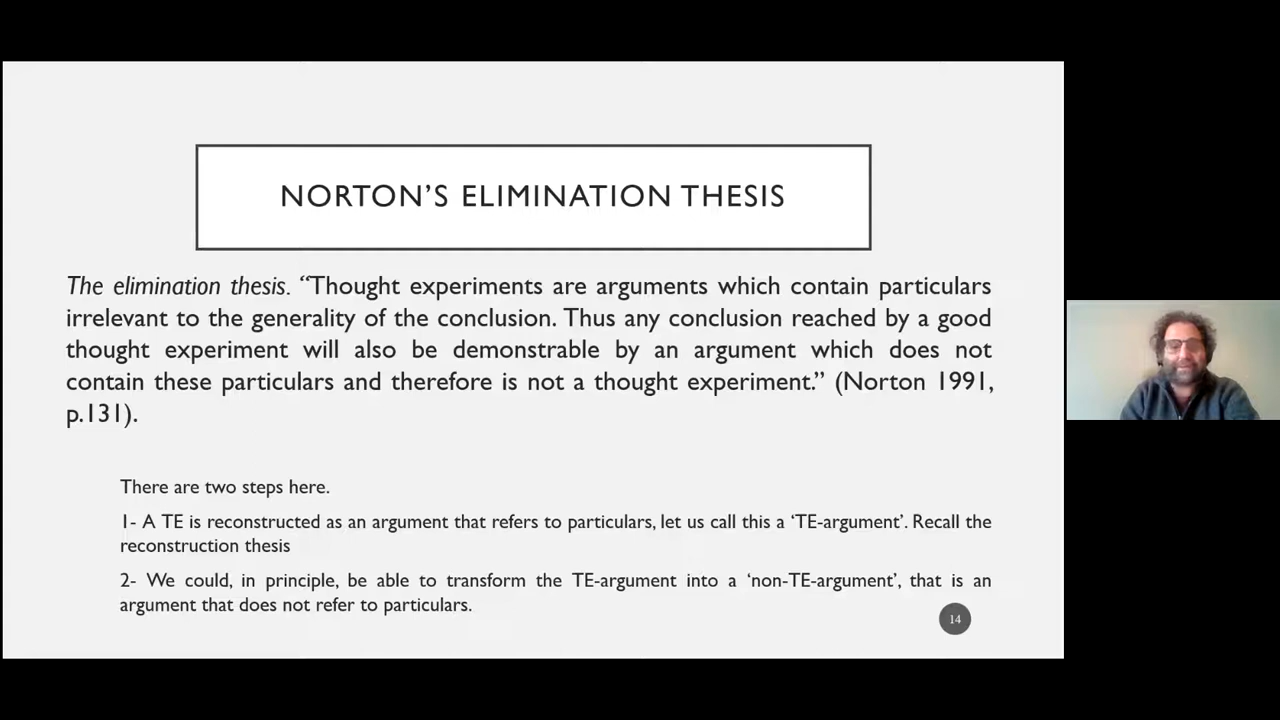 NORTON’S ELIMINATION THESIS
The elimination thesis. “Thought experiments are arguments which contain particulars
irrelevant to the generality of the conclusion. Thus any conclusion reached by a good
thought experiment will also be demonstrable by an argument which does not
contain these particulars and therefore is not a thought experiment.” (Norton 1991,
p.131).
There are two steps here.
1- A TE is reconstructed as an argument that refers to particulars, let us call this a ‘TE-argument’. Recall the
reconstruction thesis
2- We could, in principle, be able to transform the TE-argument into a ‘non-TE-argument’, that is an
argument that does not refer to particulars.
14